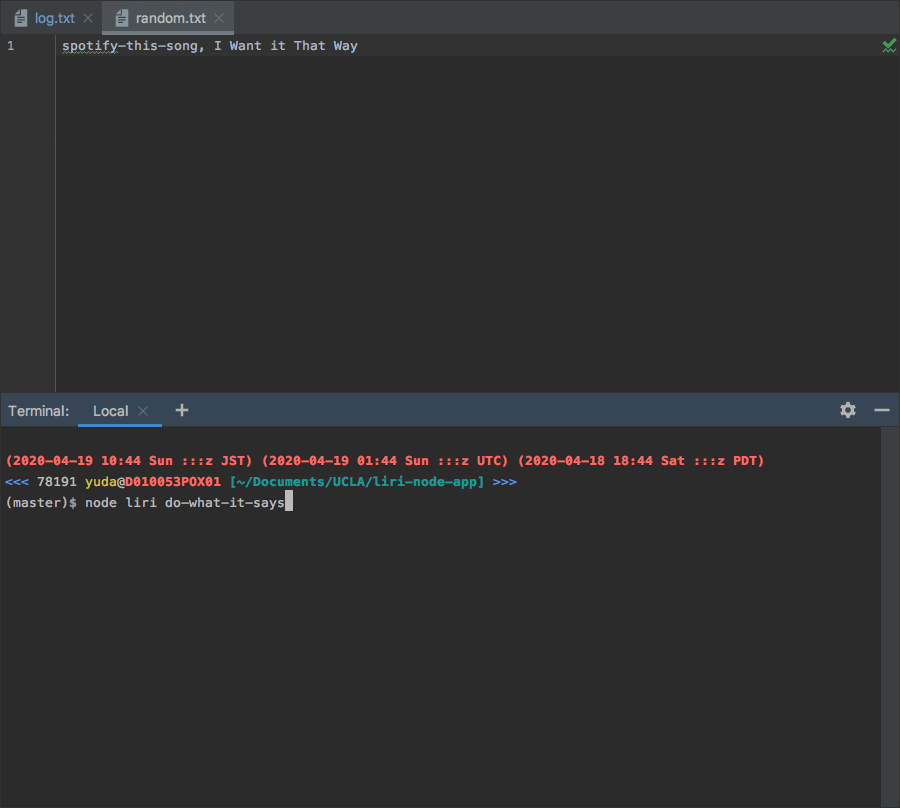 log.txt random.txt
1 spotify-this-song, I Want it That Way
Terminal: Local +
(2020-04-19 10:44 Sun :::z JST) (2020-04-19 01:44 Sun :::z UTC) (2020-04-18 18:44 Sat :::z PDT)
<<< 78191 yuda@D010053POX01 [~/Documents/UCLA/liri-node-app] >>>
(master)$ node liri do-what-it-says